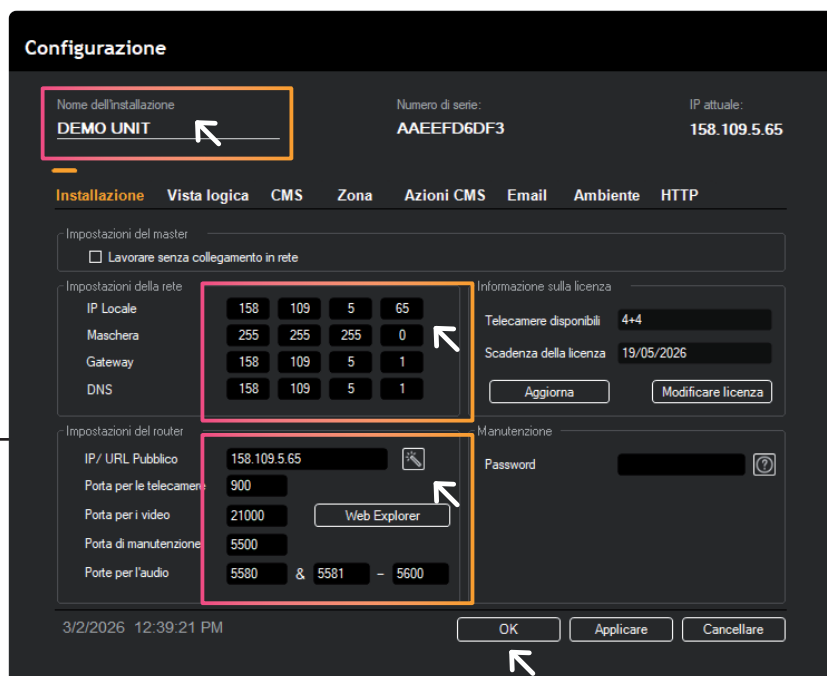 Configurazione
Nome dell'installazione
DEMO UNIT
Numero di serie:
AAEEFD6DF3
IP attuale:
158.109.5.65
Installazione Vista logica CMS Zona Azioni CMS Email Ambiente HTTP
Impostazioni del master
Lavorare senza collegamento in rete
Impostazioni della rete
IP Locale 158 109 5 65
Maschera 255 255 255 0
Gateway 158 109 5 1
DNS 158 109 5 1
Informazione sulla licenza
Telecamere disponibili 4+4
Scadenza della licenza 19/05/2026
Aggiorna Modificare licenza
Impostazioni del router
IP/ URL Pubblico 158.109.5.65
Porta per le telecamere 900
Porta per i video 21000 Web Explorer
Porta di manutenzione 5500
Porte per l'audio 5580 & 5581 – 5600
Manutenzione
Password ?
3/2/2026 12:39:21 PM
OK Applicare Cancellare